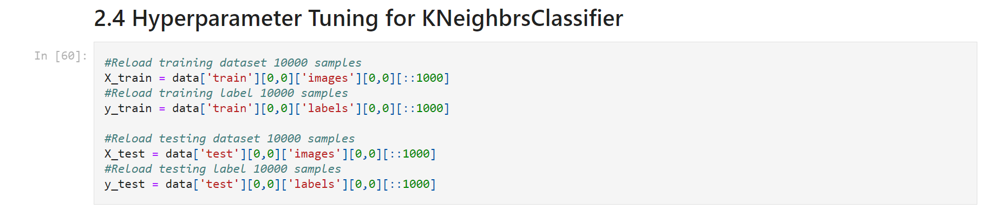 2.4 Hyperparameter Tuning for KNeighbrsClassifier
In [60]:
#Reload training dataset 10000 samples
X_train = data['train'][0,0]['images'][0,0][::1000]
#Reload training label 10000 samples
y_train = data['train'][0,0]['labels'][0,0][::1000]
#Reload testing dataset 10000 samples
X_test = data['test'][0,0]['images'][0,0][::1000]
#Reload testing label 10000 samples
y_test = data['test'][0,0]['labels'][0,0][::1000]